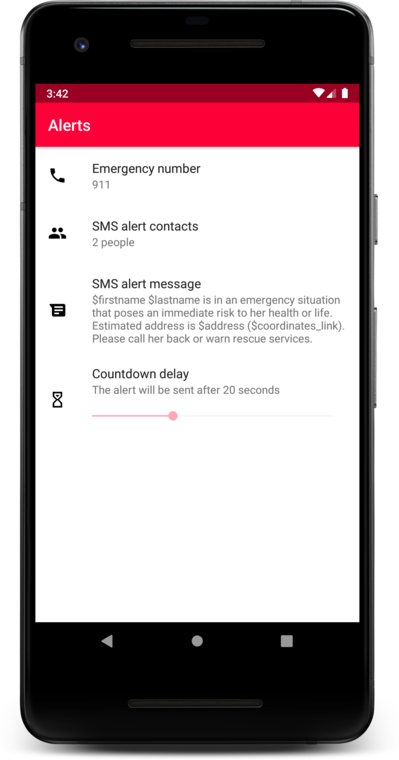 3:42
Alerts
Emergency number
911
SMS alert contacts
2 people
SMS alert message
$firstname $lastname is in an emergency situation
that poses an immediate risk to her health or life.
Estimated address is $address ($coordinates_link).
Please call her back or warn rescue services.
Countdown delay
The alert will be sent after 20 seconds